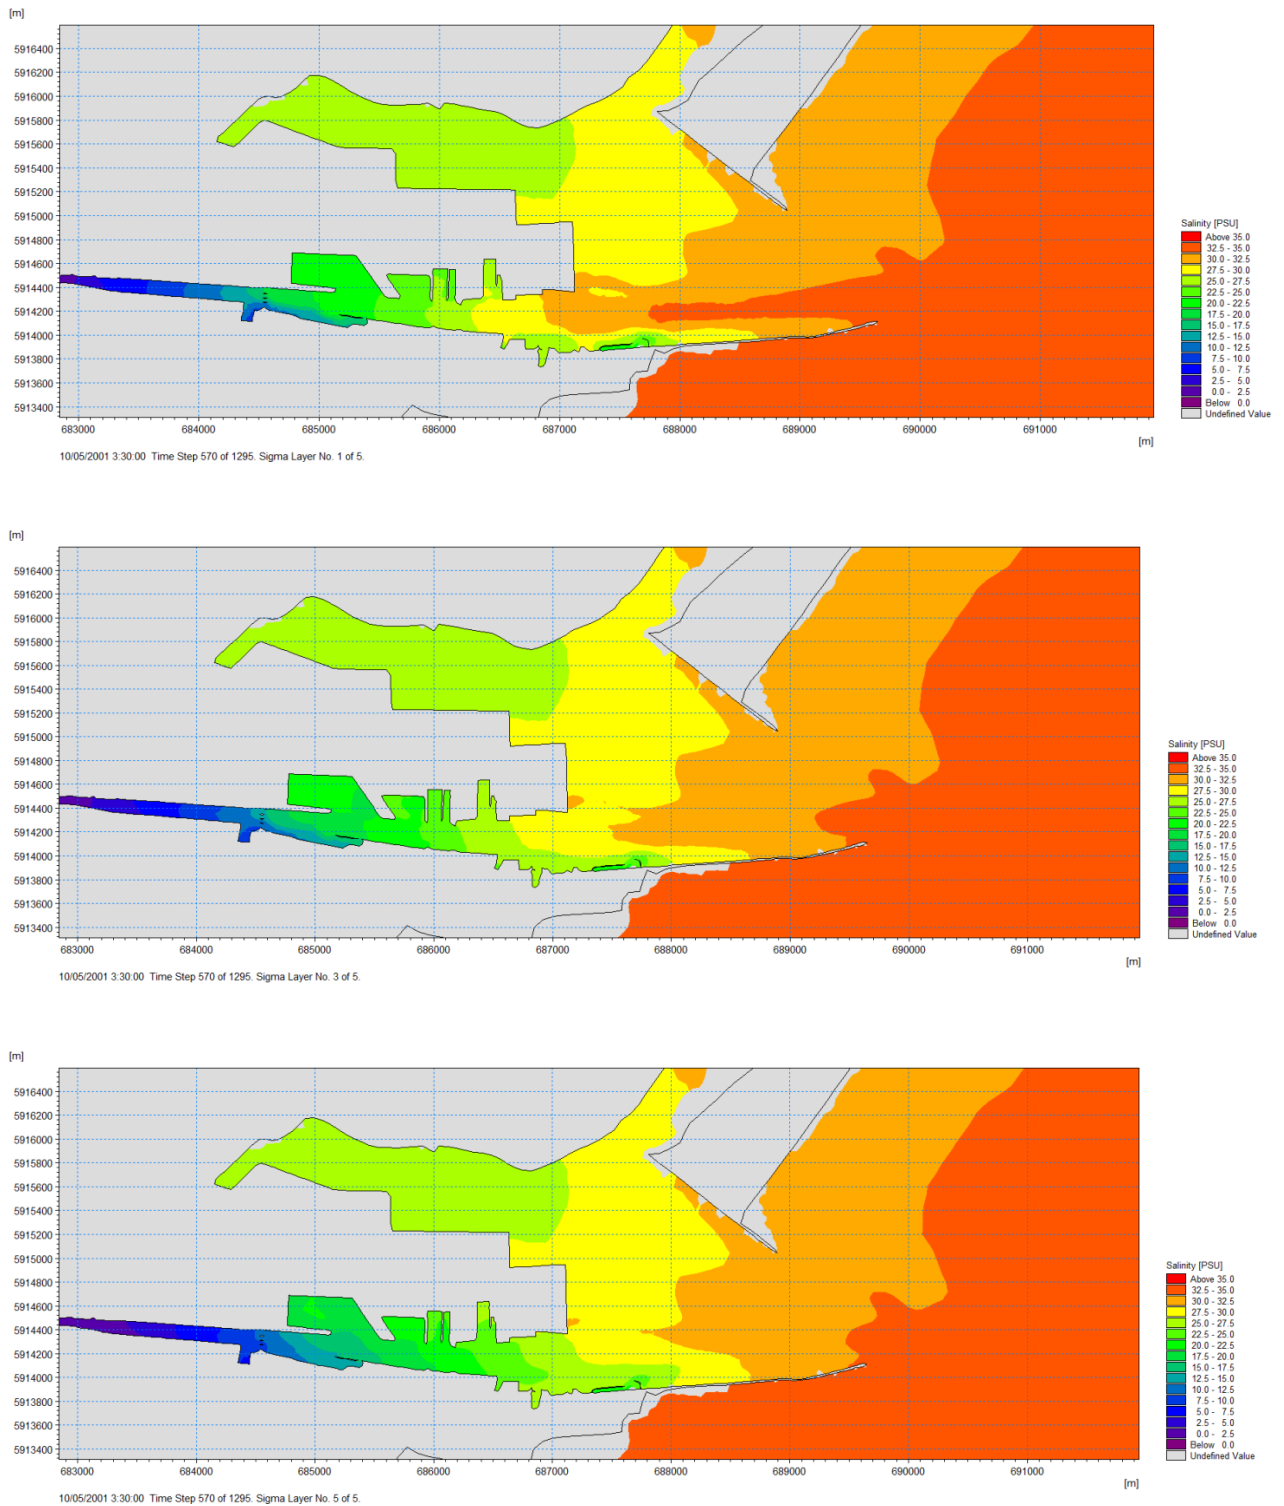 [m]
5916400
5916200
5916000
5915800
5915600
5915400
5915200
5915000
5914800
5914600
5914400
5914200
5914000
5913800
5913600
5913400
683000 684000 685000 686000 687000 688000 689000 690000 691000
[m]
Salinity [PSU]
Above 35.0
32.5 - 35.0
30.0 - 32.5
27.5 - 30.0
25.0 - 27.5
22.5 - 25.0
20.0 - 22.5
17.5 - 20.0
15.0 - 17.5
12.5 - 15.0
10.0 - 12.5
7.5 - 10.0
5.0 - 7.5
2.5 - 5.0
0.0 - 2.5
Below 0.0
Undefined Value
10/05/2001 3:30:00 Time Step 570 of 1295. Sigma Layer No. 1 of 5.
[m]
5916400
5916200
5916000
5915800
5915600
5915400
5915200
5915000
5914800
5914600
5914400
5914200
5914000
5913800
5913600
5913400
683000 684000 685000 686000 687000 688000 689000 690000 691000
[m]
Salinity [PSU]
Above 35.0
32.5 - 35.0
30.0 - 32.5
27.5 - 30.0
25.0 - 27.5
22.5 - 25.0
20.0 - 22.5
17.5 - 20.0
15.0 - 17.5
12.5 - 15.0
10.0 - 12.5
7.5 - 10.0
5.0 - 7.5
2.5 - 5.0
0.0 - 2.5
Below 0.0
Undefined Value
10/05/2001 3:30:00 Time Step 570 of 1295. Sigma Layer No. 3 of 5.
[m]
5916400
5916200
5916000
5915800
5915600
5915400
5915200
5915000
5914800
5914600
5914400
5914200
5914000
5913800
5913600
5913400
683000 684000 685000 686000 687000 688000 689000 690000 691000
[m]
Salinity [PSU]
Above 35.0
32.5 - 35.0
30.0 - 32.5
27.5 - 30.0
25.0 - 27.5
22.5 - 25.0
20.0 - 22.5
17.5 - 20.0
15.0 - 17.5
12.5 - 15.0
10.0 - 12.5
7.5 - 10.0
5.0 - 7.5
2.5 - 5.0
0.0 - 2.5
Below 0.0
Undefined Value
10/05/2001 3:30:00 Time Step 570 of 1295. Sigma Layer No. 5 of 5.